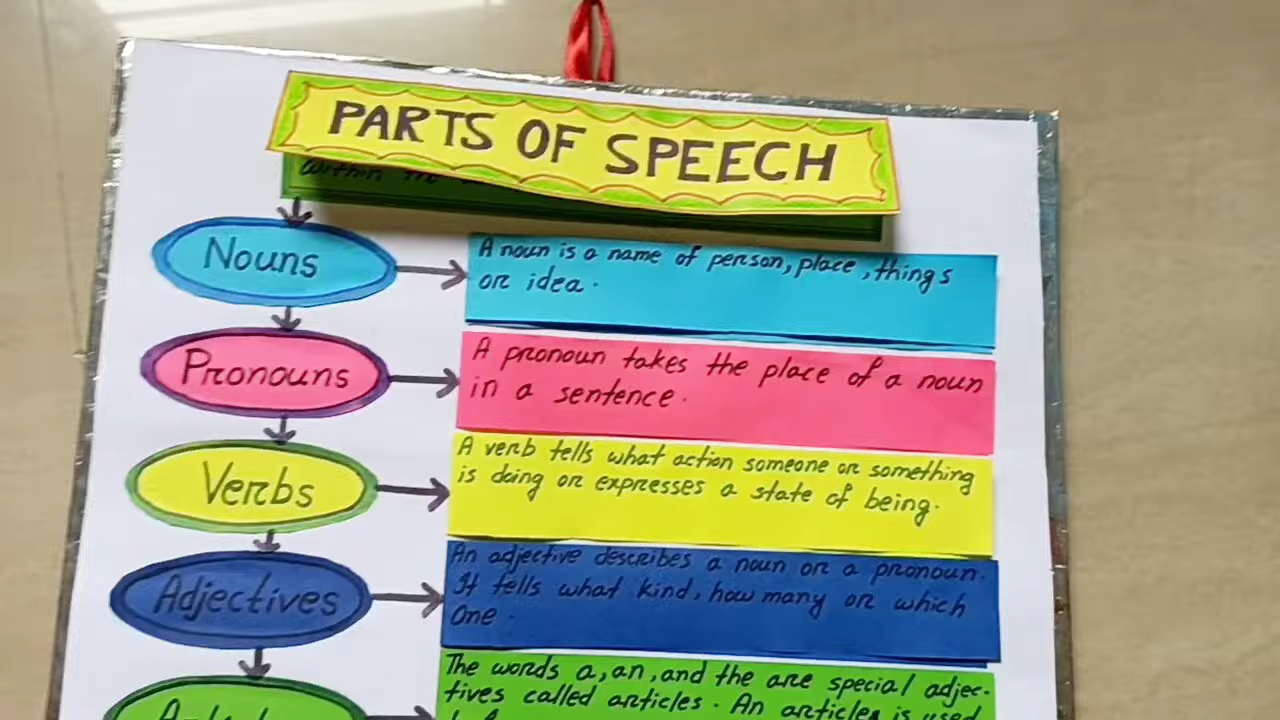 PARTS OF SPEECH
within
Nouns
A noun is a name of person, place, things
or idea.
Pronouns
A pronoun takes the place of a noun
in a sentence.
Verbs
A verb tells what action someone or something
is doing or expresses a state of being.
Adjectives
An adjective describes a noun or a pronoun.
It tells what kind, how many or which
One.
The words a, an, and the are special adjec-
tives called articles. An articles is used